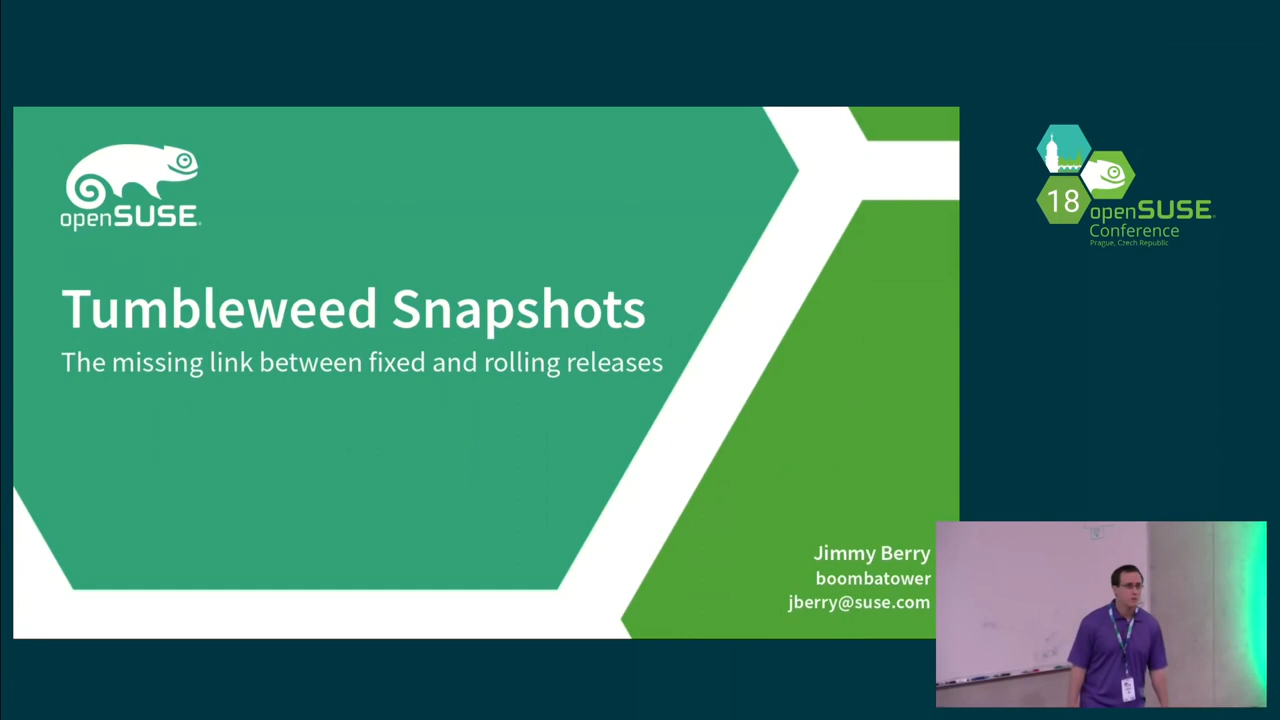 openSUSE
Tumbleweed Snapshots
The missing link between fixed and rolling releases
Jimmy Berry
boombatower
jberry@suse.com
18
openSUSE
Conference
Prague, Czech Republic